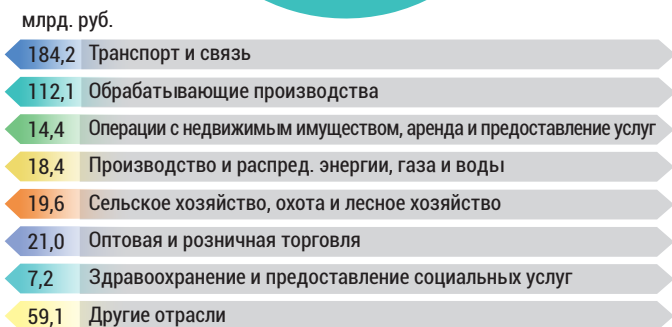 млрд. руб.
184,2 Транспорт и связь
112,1 Обрабатывающие производства
14,4 Операции с недвижимым имуществом, аренда и предоставление услуг
18,4 Производство и распред. энергии, газа и воды
19,6 Сельское хозяйство, охота и лесное хозяйство
21,0 Оптовая и розничная торговля
7,2 Здравоохранение и предоставление социальных услуг
59,1 Другие отрасли